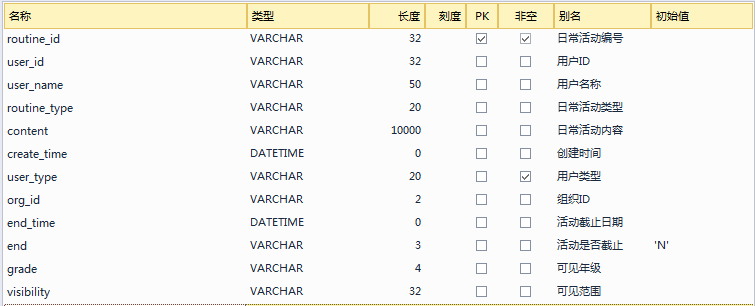 名称 类型 长度 刻度 PK 非空 别名 初始值
routine_id VARCHAR 32 日常活动编号
user_id VARCHAR 32 用户ID
user_name VARCHAR 50 用户名称
routine_type VARCHAR 20 日常活动类型
content VARCHAR 10000 日常活动内容
create_time DATETIME 0 创建时间
user_type VARCHAR 20 用户类型
org_id VARCHAR 2 组织ID
end_time DATETIME 0 活动截止日期
end VARCHAR 3 活动是否截止 'N'
grade VARCHAR 4 可见年级
visibility VARCHAR 32 可见范围